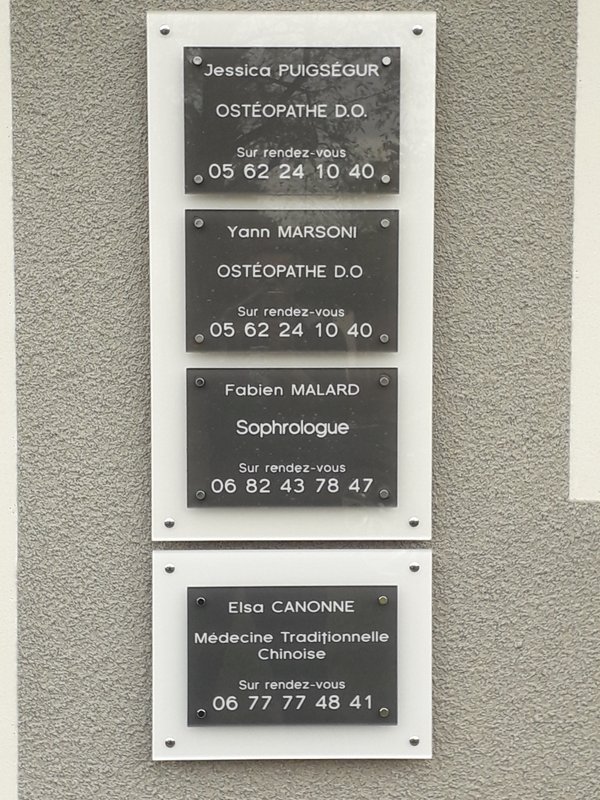 Jessica PUIGSÉGUR
OSTÉOPATHE D.O.
Sur rendez-vous
05 62 24 10 40
Yann MARSONI
OSTÉOPATHE D.O
Sur rendez-vous
05 62 24 10 40
Fabien MALARD
Sophrologue
Sur rendez-vous
06 82 43 78 47
Elsa CANONNE
Médecine Traditionnelle
Chinoise
Sur rendez-vous
06 77 77 48 41